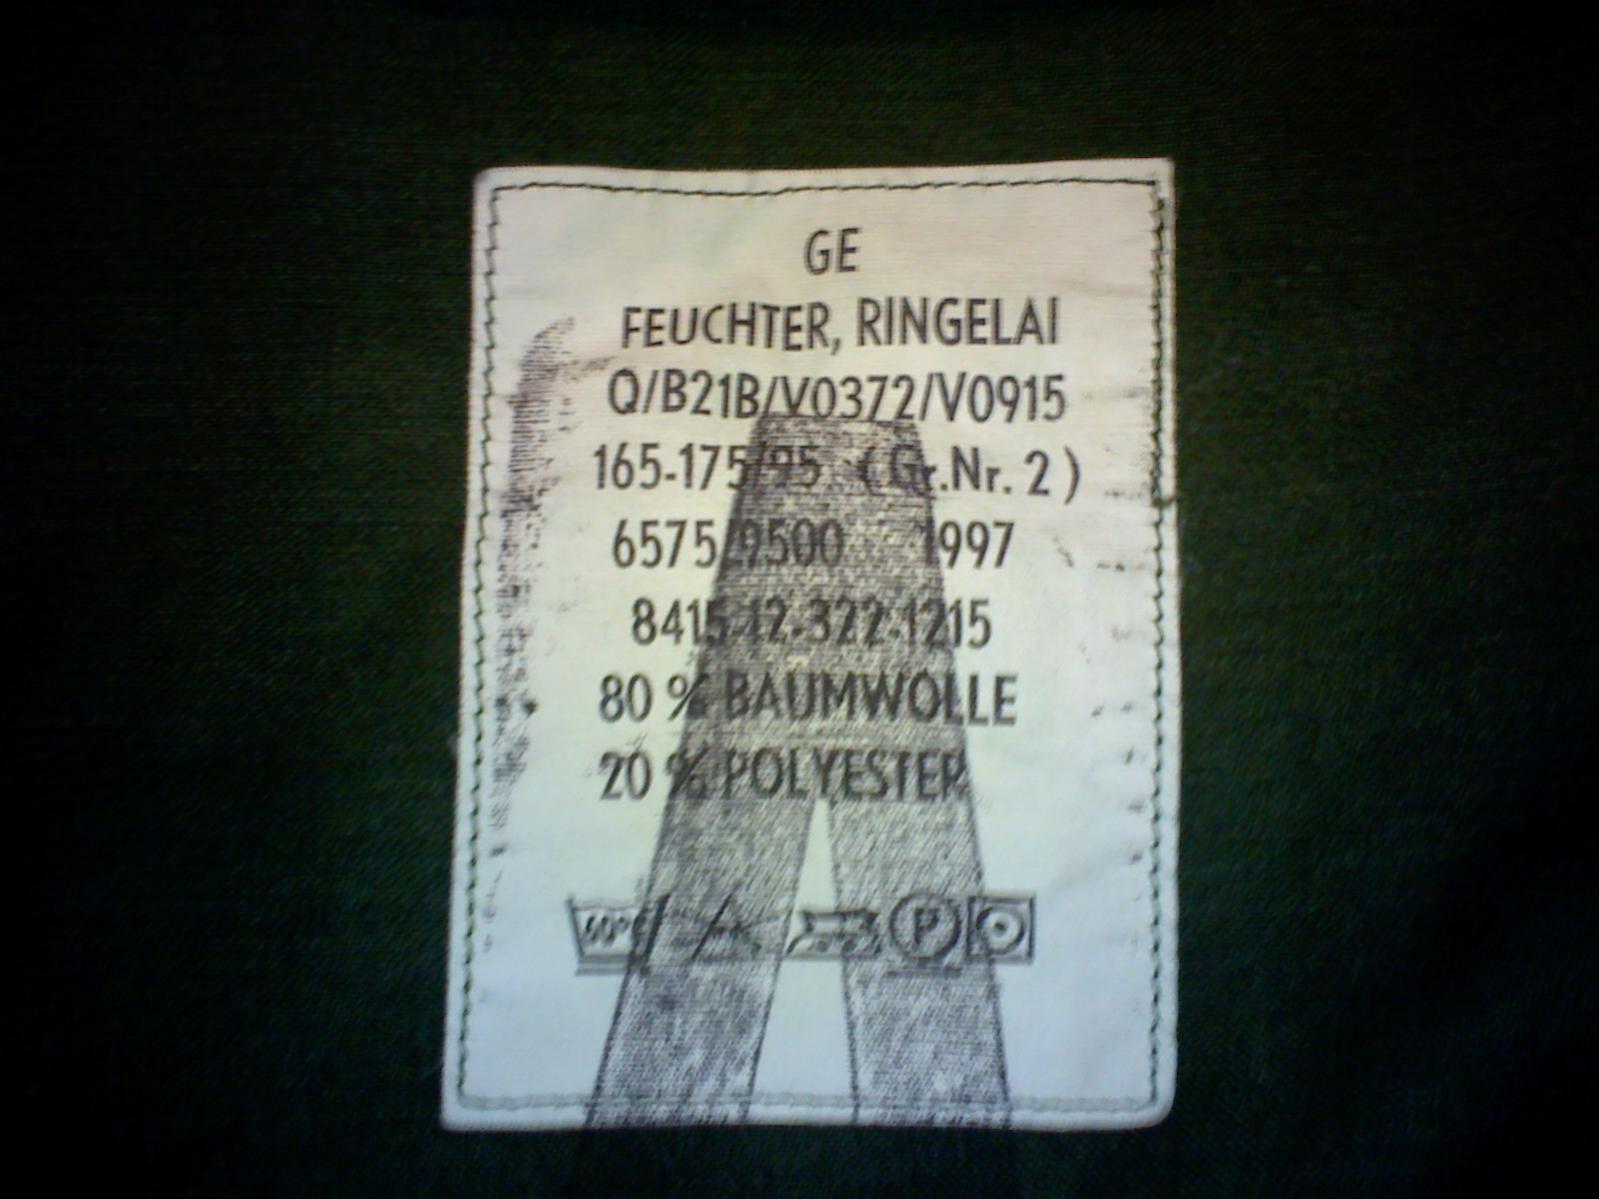 GE
FEUCHTER, RINGELAI
Q/B21B/V0372/V0915
165-175/95 (Gr.Nr. 2)
6575/9500 1997
8415-12-322-1215
80 % BAUMWOLLE
20 % POLYESTER
60°C P